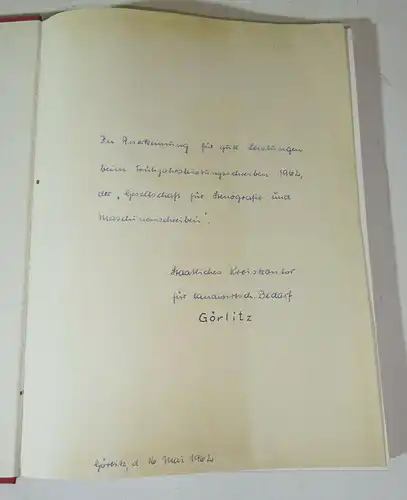 In Anerkennung für gute Leistungen
beim Frühjahrsleistungsschreiben 1962,
der „Gesellschaft für Stenografie und
Maschinenschreiben".
Staatliches Kreiskontor
für landwirtsch. Bedarf
Görlitz
Görlitz, d. 16 Mai 1962